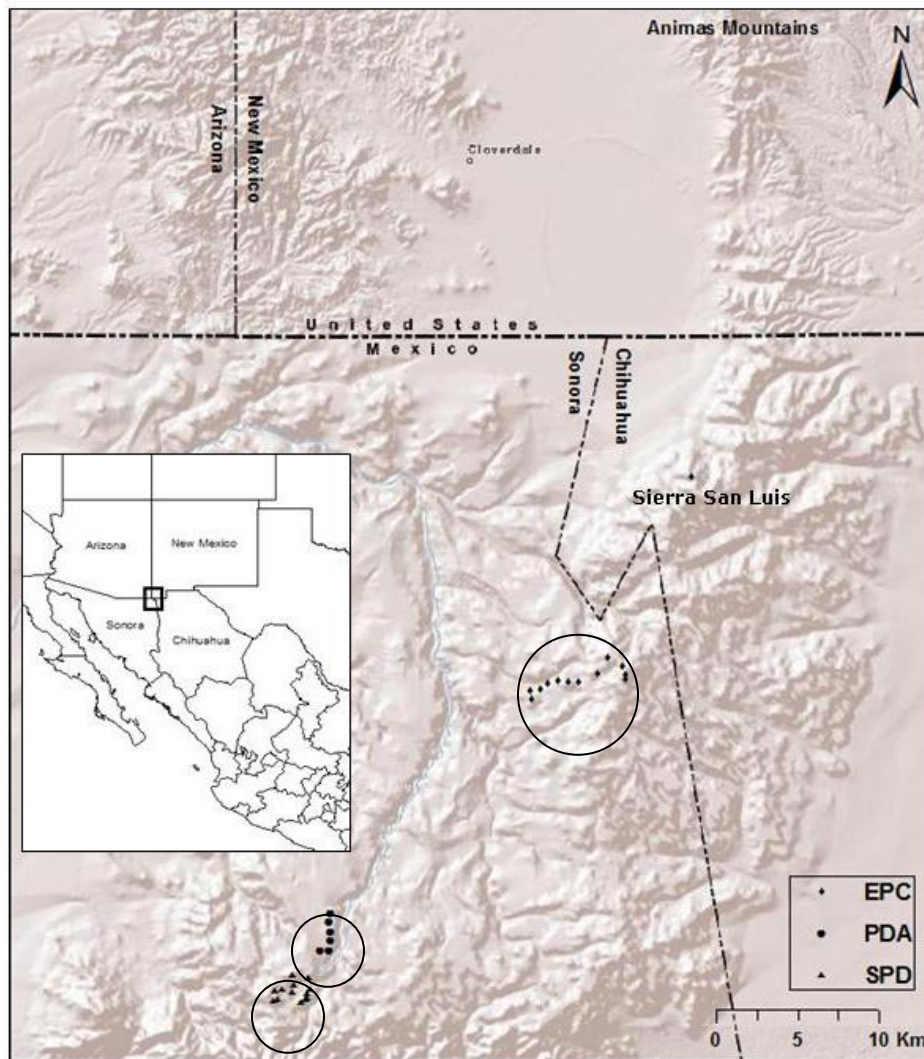 Animas Mountains
N
New Mexico
Arizona
Cloverdale
United States
Mexico
Chihuahua
Sonora
Sierra San Luis
Arizona
New Mexico
Sonora
Chihuahua
EPC
PDA
SPD
0 5 10 Km